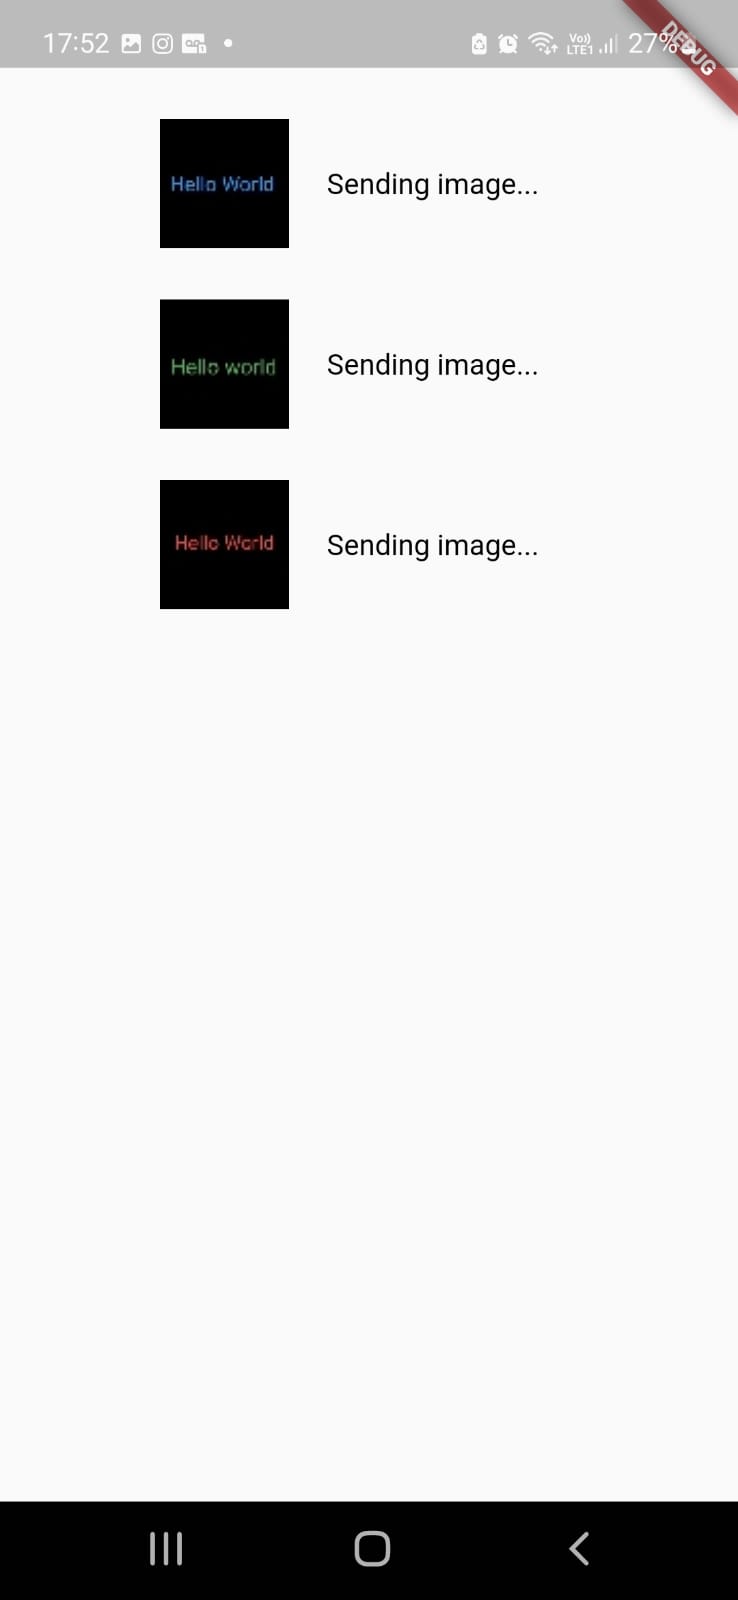 17:52
Vo))
LTE1
27%
DEBUG
Hello World
Sending image...
Hello world
Sending image...
Hello World
Sending image...